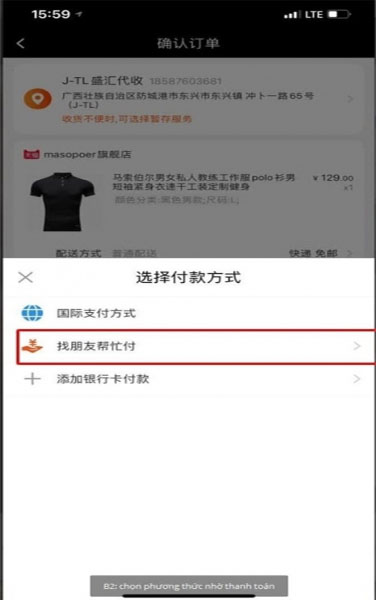 15:59
LTE
确认订单
J-TL 盛汇代收 18587603681
广西壮族自治区防城港市东兴市东兴镇 冲卜一路65号
(J-TL)
收货不便时,可选择暂存服务
天猫 masopoer旗舰店
马索伯尔男女私人教练工作服polo衫男 ¥129.00
短袖紧身衣速干工装定制健身 x1
颜色分类:黑色男款;尺码:L;
配送方式 普通配送 快递 免邮
选择付款方式
国际支付方式
找朋友帮忙付
添加银行卡付款
B2: chọn phương thức nhờ thanh toán